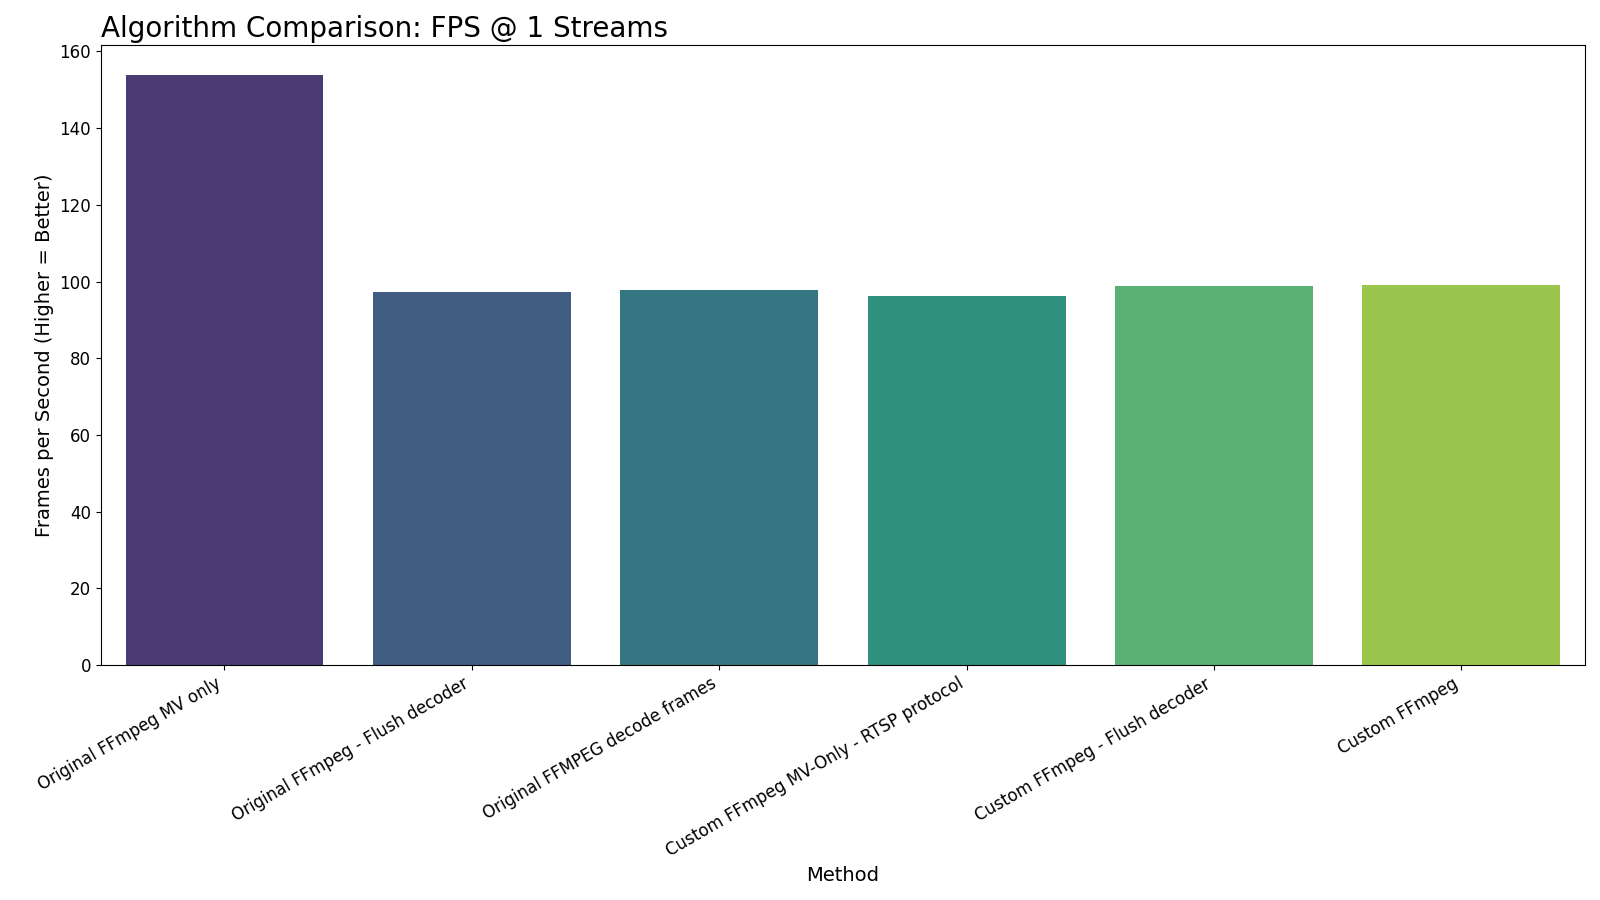 Algorithm Comparison: FPS @ 1 Streams
Frames per Second (Higher = Better)
160
140
120
100
80
60
40
20
0
Original FFmpeg MV only
Original FFmpeg - Flush decoder
Original FFMPEG decode frames
Custom FFmpeg MV-Only - RTSP protocol
Custom FFmpeg - Flush decoder
Custom FFmpeg
Method